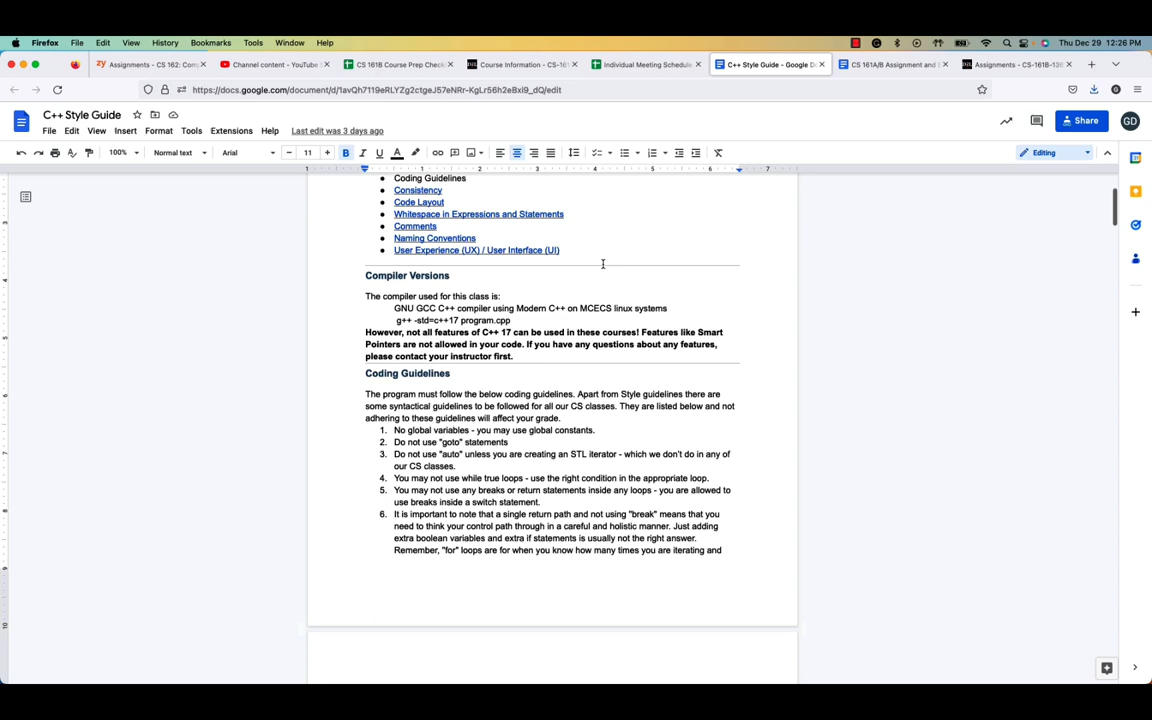 Firefox File Edit View History Bookmarks Tools Window Help Thu Dec 29 12:26 PM
Assignments - CS 162: Com Channel content - YouTube CS 161B Course Prep Check Course Information - CS-161 Individual Meeting Schedule C++ Style Guide - Google D CS 161A/B Assignment and Assignments - CS-161B-13
https://docs.google.com/document/d/1avQh7119eRLYZg2ctgeJ57eNRr-KgLr56h2eBxi9_dQ/edit
C++ Style Guide
File Edit View Insert Format Tools Extensions Help Last edit was 3 days ago
Share
GD
100% Normal text Arial 11 Editing
Coding Guidelines
Consistency
Code Layout
Whitespace in Expressions and Statements
Comments
Naming Conventions
User Experience (UX) / User Interface (UI)
Compiler Versions
The compiler used for this class is:
GNU GCC C++ compiler using Modern C++ on MCECS linux systems
g++ -std=c++17 program.cpp
However, not all features of C++ 17 can be used in these courses! Features like Smart
Pointers are not allowed in your code. If you have any questions about any features,
please contact your instructor first.
Coding Guidelines
The program must follow the below coding guidelines. Apart from Style guidelines there are
some syntactical guidelines to be followed for all our CS classes. They are listed below and not
adhering to these guidelines will affect your grade.
1. No global variables - you may use global constants.
2. Do not use "goto" statements
3. Do not use "auto" unless you are creating an STL iterator - which we don't do in any of
our CS classes.
4. You may not use while true loops - use the right condition in the appropriate loop.
5. You may not use any breaks or return statements inside any loops - you are allowed to
use breaks inside a switch statement.
6. It is important to note that a single return path and not using "break" means that you
need to think your control path through in a careful and holistic manner. Just adding
extra boolean variables and extra if statements is usually not the right answer.
Remember, "for" loops are for when you know how many times you are iterating and